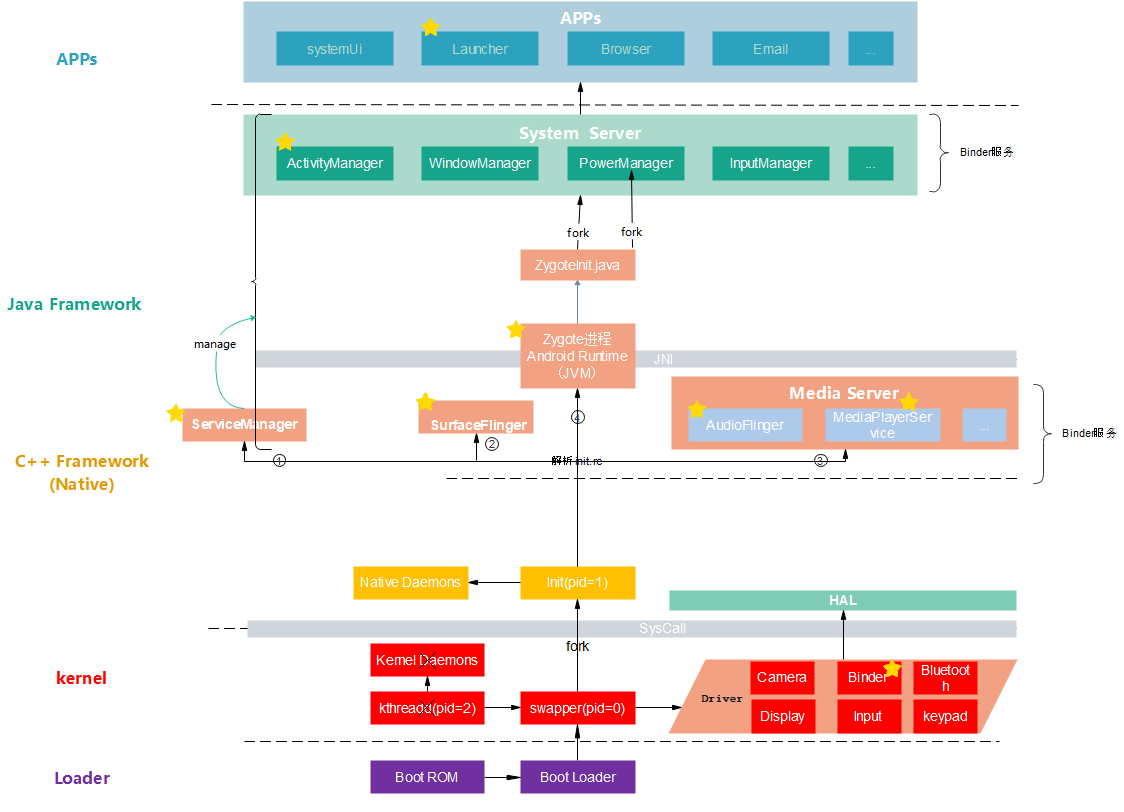 APPs
APPs
systemUi
Launcher
Browser
Email
...
System Server
ActivityManager
WindowManager
PowerManager
InputManager
...
Binder服务
fork
fork
ZygoteInit.java
Java Framework
manage
Zygote进程
Android Runtime
(JVM)
JNI
Media Server
AudioFlinger
MediaPlayerSer
vice
...
Binder服务
ServiceManager
SurfaceFlinger
④
②
①
解析init.rc
③
C++ Framework
(Native)
Native Daemons
Init(pid=1)
HAL
SysCall
fork
kernel
Kernel Daemons
kthreadd(pid=2)
swapper(pid=0)
Driver
Camera
Binder
Bluetoot
h
Display
Input
keypad
Loader
Boot ROM
Boot Loader